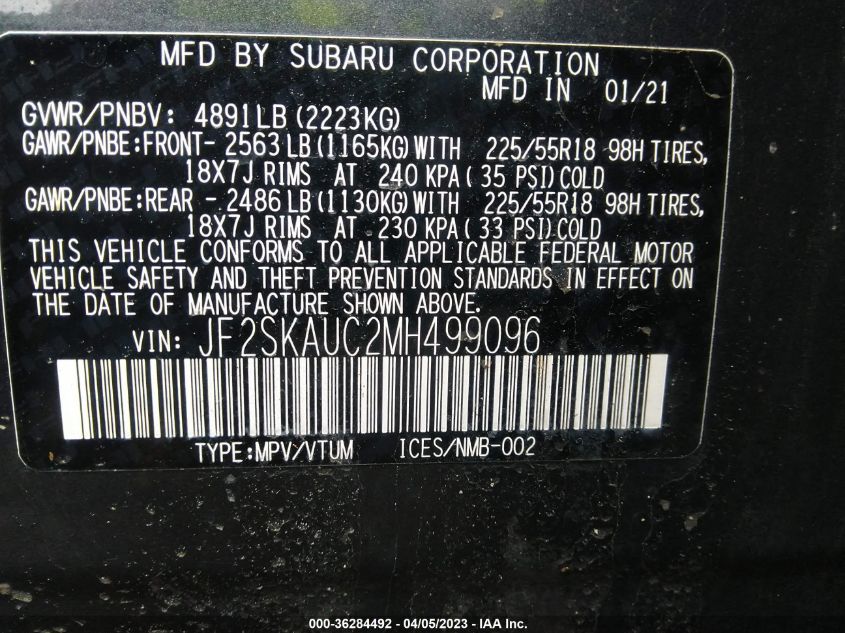 MFD BY SUBARU CORPORATION
MFD IN 01/21
GVWR/PNBV: 4891LB (2223KG)
GAWR/PNBE:FRONT- 2563 LB (1165KG) WITH 225/55R18 98H TIRES,
18X7J RIMS AT 240 KPA ( 35 PSI) COLD
GAWR/PNBE:REAR - 2486 LB (1130KG) WITH 225/55R18 98H TIRES,
18X7J RIMS AT 230 KPA ( 33 PSI) COLD
THIS VEHICLE CONFORMS TO ALL APPLICABLE FEDERAL MOTOR
VEHICLE SAFETY AND THEFT PREVENTION STANDARDS IN EFFECT ON
THE DATE OF MANUFACTURE SHOWN ABOVE.
VIN: JF2SKAUC2MH499096
TYPE:MPV/VTUM ICES/NMB-002
000-36284492 - 04/05/2023 - IAA Inc.